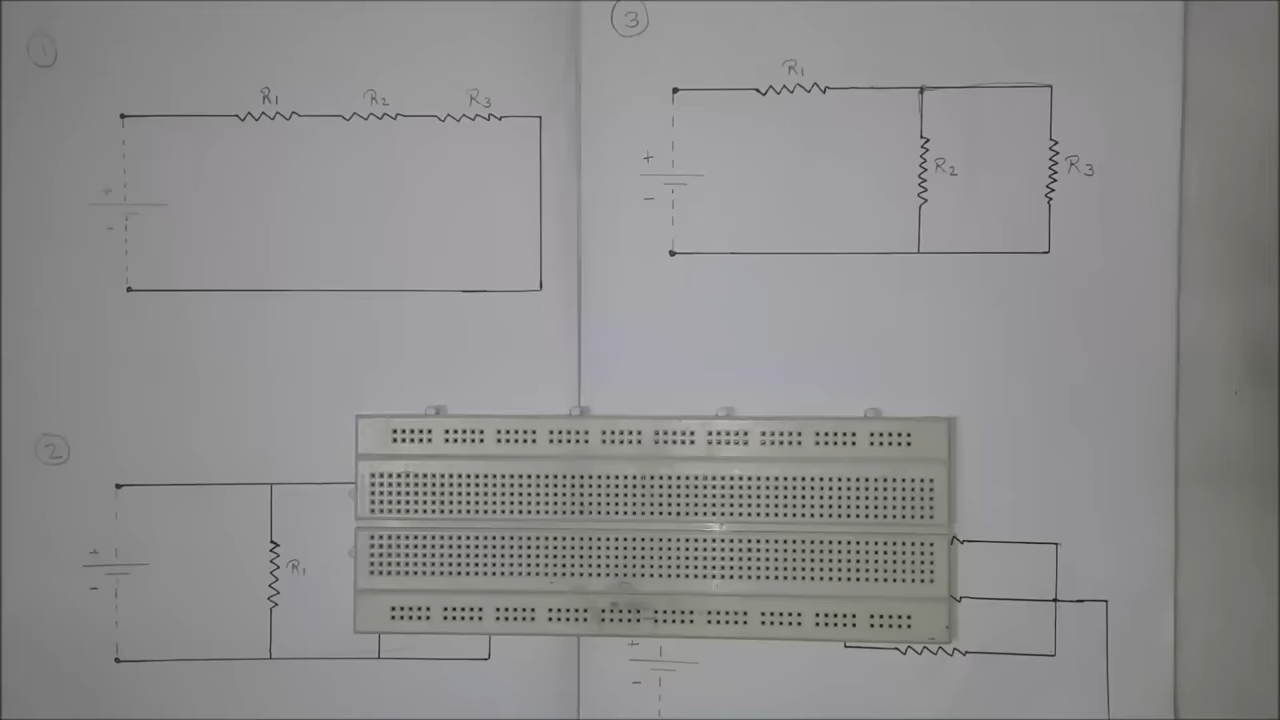 1
R1 R2 R3
+
-
3
R1
+
-
R2
R3
2
+
-
R1
+
-